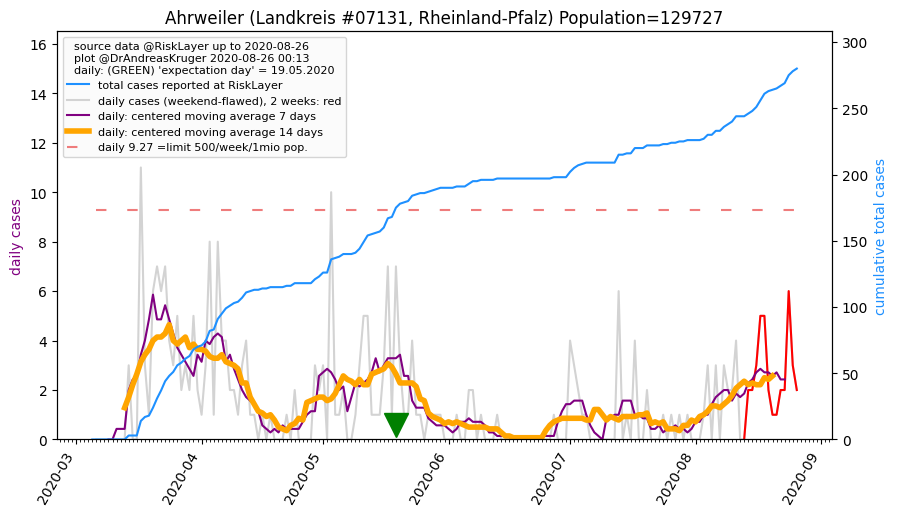 Ahrweiler (Landkreis #07131, Rheinland-Pfalz) Population=129727
source data @RiskLayer up to 2020-08-26
plot @DrAndreasKruger 2020-08-26 00:13
daily: (GREEN) 'expectation day' = 19.05.2020
total cases reported at RiskLayer
daily cases (weekend-flawed), 2 weeks: red
daily: centered moving average 7 days
daily: centered moving average 14 days
daily 9.27 =limit 500/week/1mio pop.
daily cases
16
14
12
10
8
6
4
2
0
cumulative total cases
300
250
200
150
100
50
0
2020-03
2020-04
2020-05
2020-06
2020-07
2020-08
2020-09